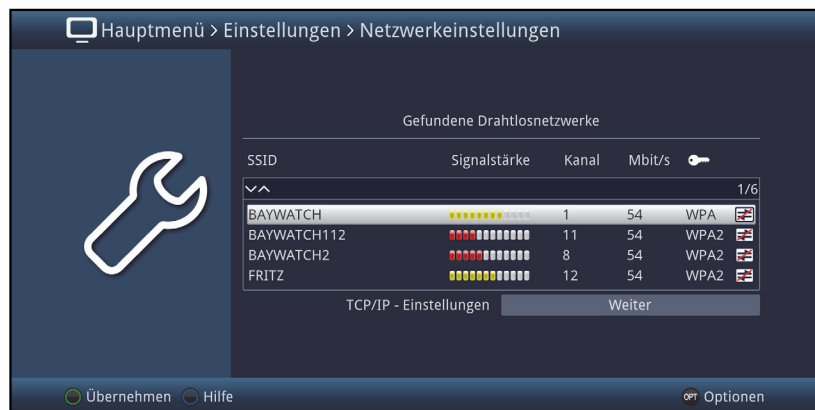 Hauptmenü > Einstellungen > Netzwerkeinstellungen
Gefundene Drahtlosnetzwerke
SSID Signalstärke Kanal Mbit/s
1/6
BAYWATCH 1 54 WPA
BAYWATCH112 11 54 WPA2
BAYWATCH2 8 54 WPA2
FRITZ 12 54 WPA2
TCP/IP - Einstellungen Weiter
Übernehmen Hilfe OPT Optionen